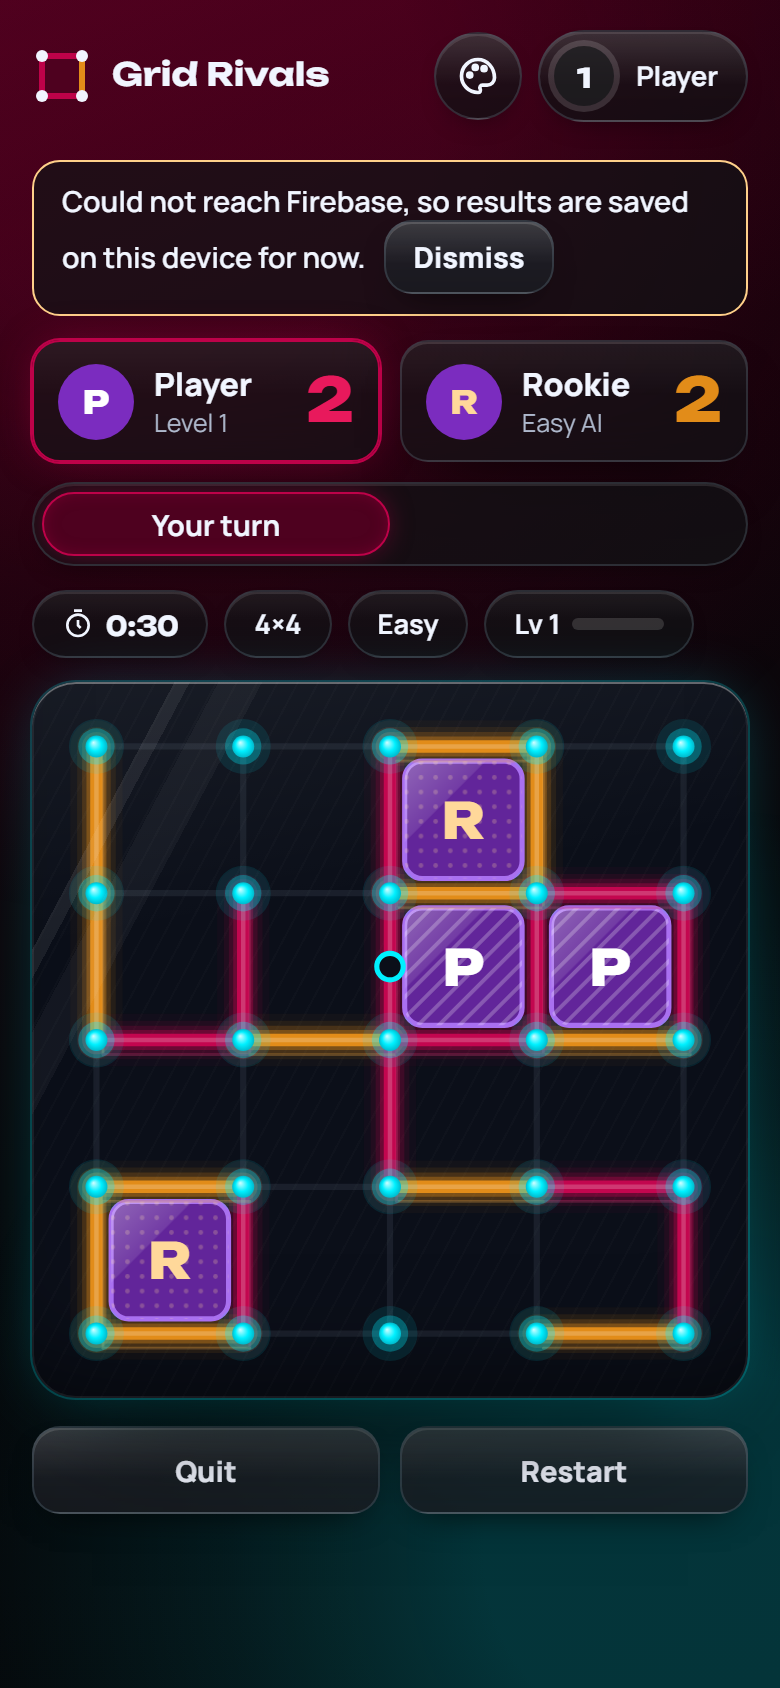 Grid Rivals
1 Player
Could not reach Firebase, so results are saved
on this device for now. Dismiss
P Player 2
Level 1
R Rookie 2
Easy AI
Your turn
0:30 4×4 Easy Lv 1
R
P P
R
Quit Restart